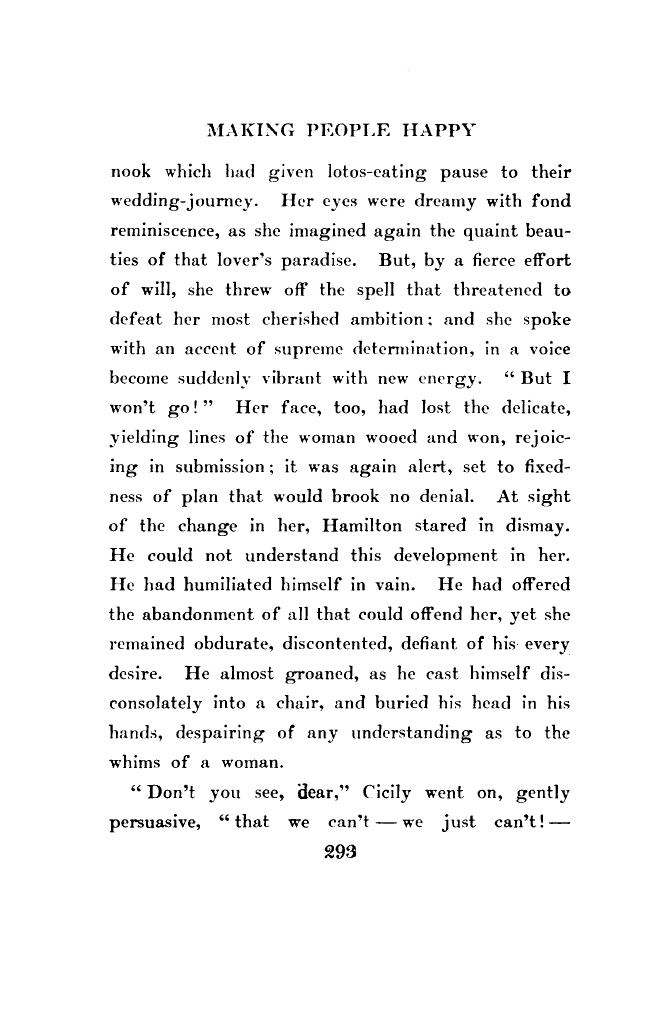 MAKING PEOPLE HAPPY
nook which had given lotos-eating pause to their
wedding-journey. Her eyes were dreamy with fond
reminiscence, as she imagined again the quaint beau-
ties of that lover's paradise. But, by a fierce effort
of will, she threw off the spell that threatened to
defeat her most cherished ambition; and she spoke
with an accent of supreme determination, in a voice
become suddenly vibrant with new energy. “ But I
won't go! ” Her face, too, had lost the delicate,
yielding lines of the woman wooed and won, rejoic-
ing in submission; it was again alert, set to fixed-
ness of plan that would brook no denial. At sight
of the change in her, Hamilton stared in dismay.
He could not understand this development in her.
He had humiliated himself in vain. He had offered
the abandonment of all that could offend her, yet she
remained obdurate, discontented, defiant of his every
desire. He almost groaned, as he cast himself dis-
consolately into a chair, and buried his head in his
hands, despairing of any understanding as to the
whims of a woman.
“ Don't you see, dear,” Cicily went on, gently
persuasive, “ that we can't — we just can't! —
293